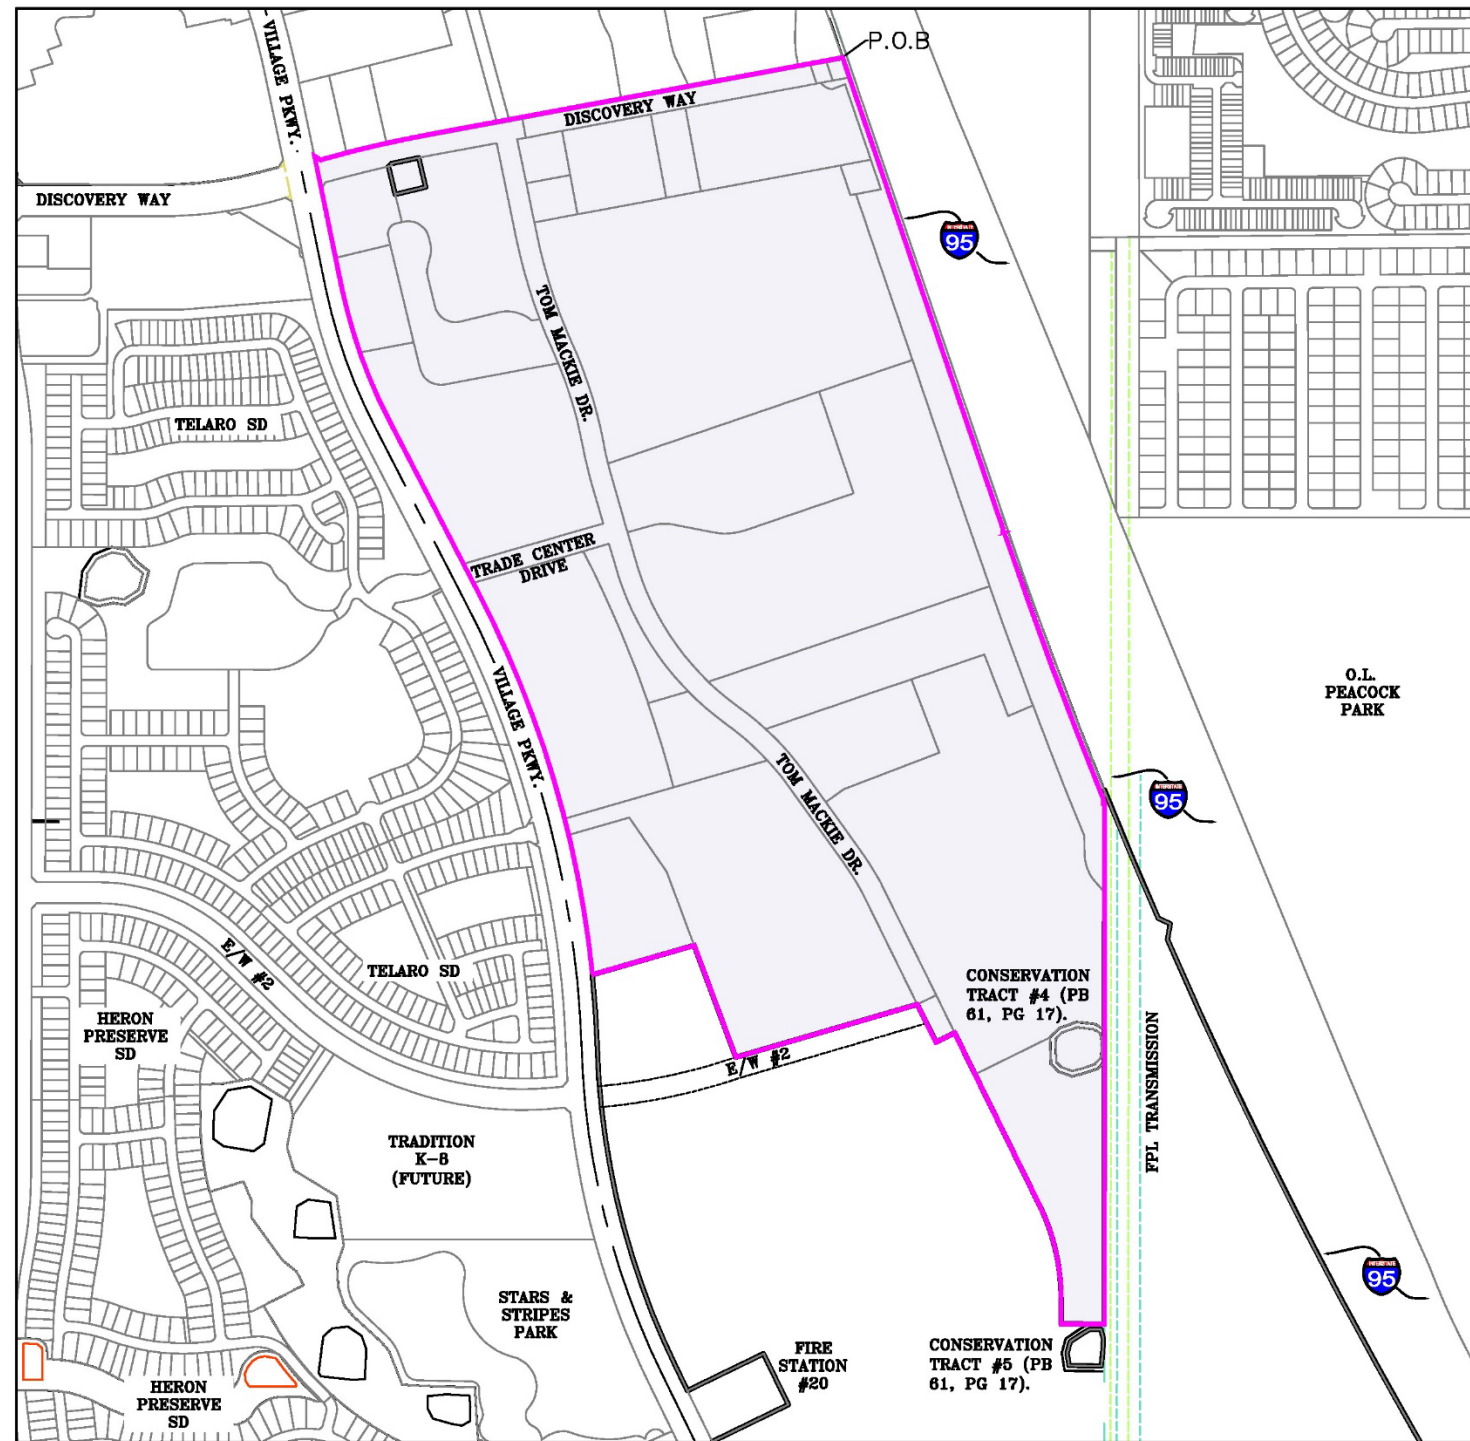 P.O.B
VILLAGE PKWY.
DISCOVERY WAY
DISCOVERY WAY
INTERSTATE
95
TOM MACKIE DR.
TELARO SD
TRADE CENTER
DRIVE
VILLAGE PKWY.
O.L.
PEACOCK
PARK
TOM MACKIE DR.
INTERSTATE
95
E/W #2
TELARO SD
CONSERVATION
TRACT #4 (PB
61, PG 17).
HERON
PRESERVE
SD
E/W #2
FPL TRANSMISSION
TRADITION
K-8
(FUTURE)
INTERSTATE
95
STARS &
STRIPES
PARK
FIRE
STATION
#20
CONSERVATION
TRACT #5 (PB
61, PG 17).
HERON
PRESERVE
SD